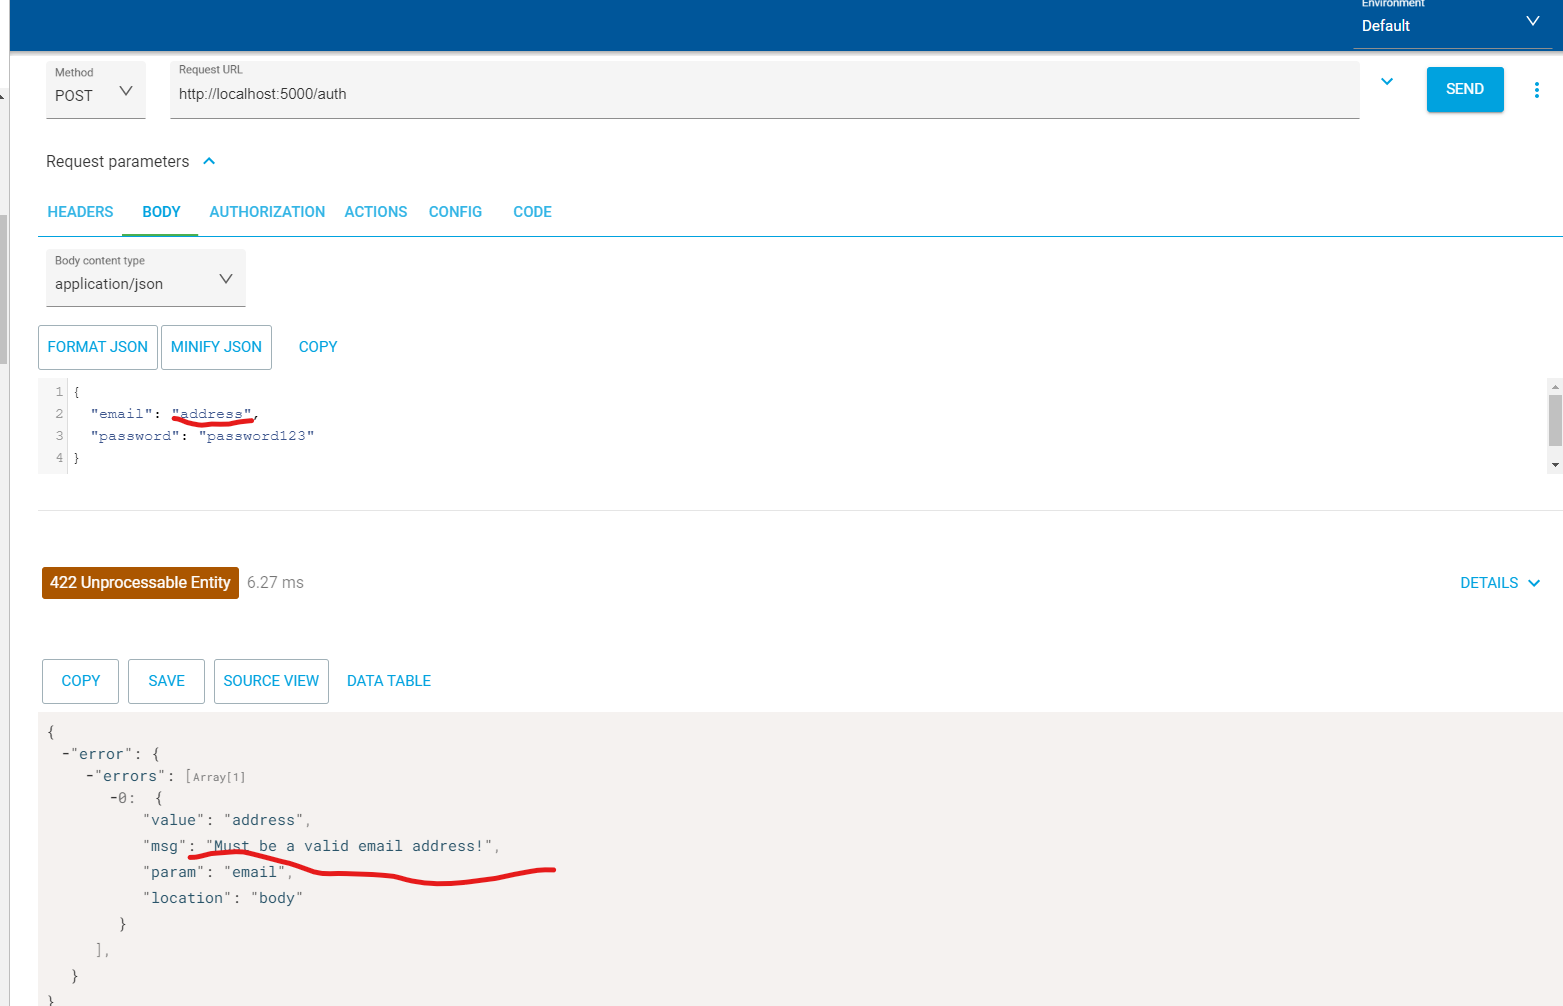 Environment
Default
Method
POST
Request URL
http://localhost:5000/auth
SEND
Request parameters
HEADERS BODY AUTHORIZATION ACTIONS CONFIG CODE
Body content type
application/json
FORMAT JSON MINIFY JSON COPY
1 {
2 "email": "address",
3 "password": "password123"
4 }
422 Unprocessable Entity 6.27 ms DETAILS
COPY SAVE SOURCE VIEW DATA TABLE
{
-"error": {
-"errors": [Array[1]
-0: {
"value": "address",
"msg": "Must be a valid email address!",
"param": "email",
"location": "body"
}
],
}
}